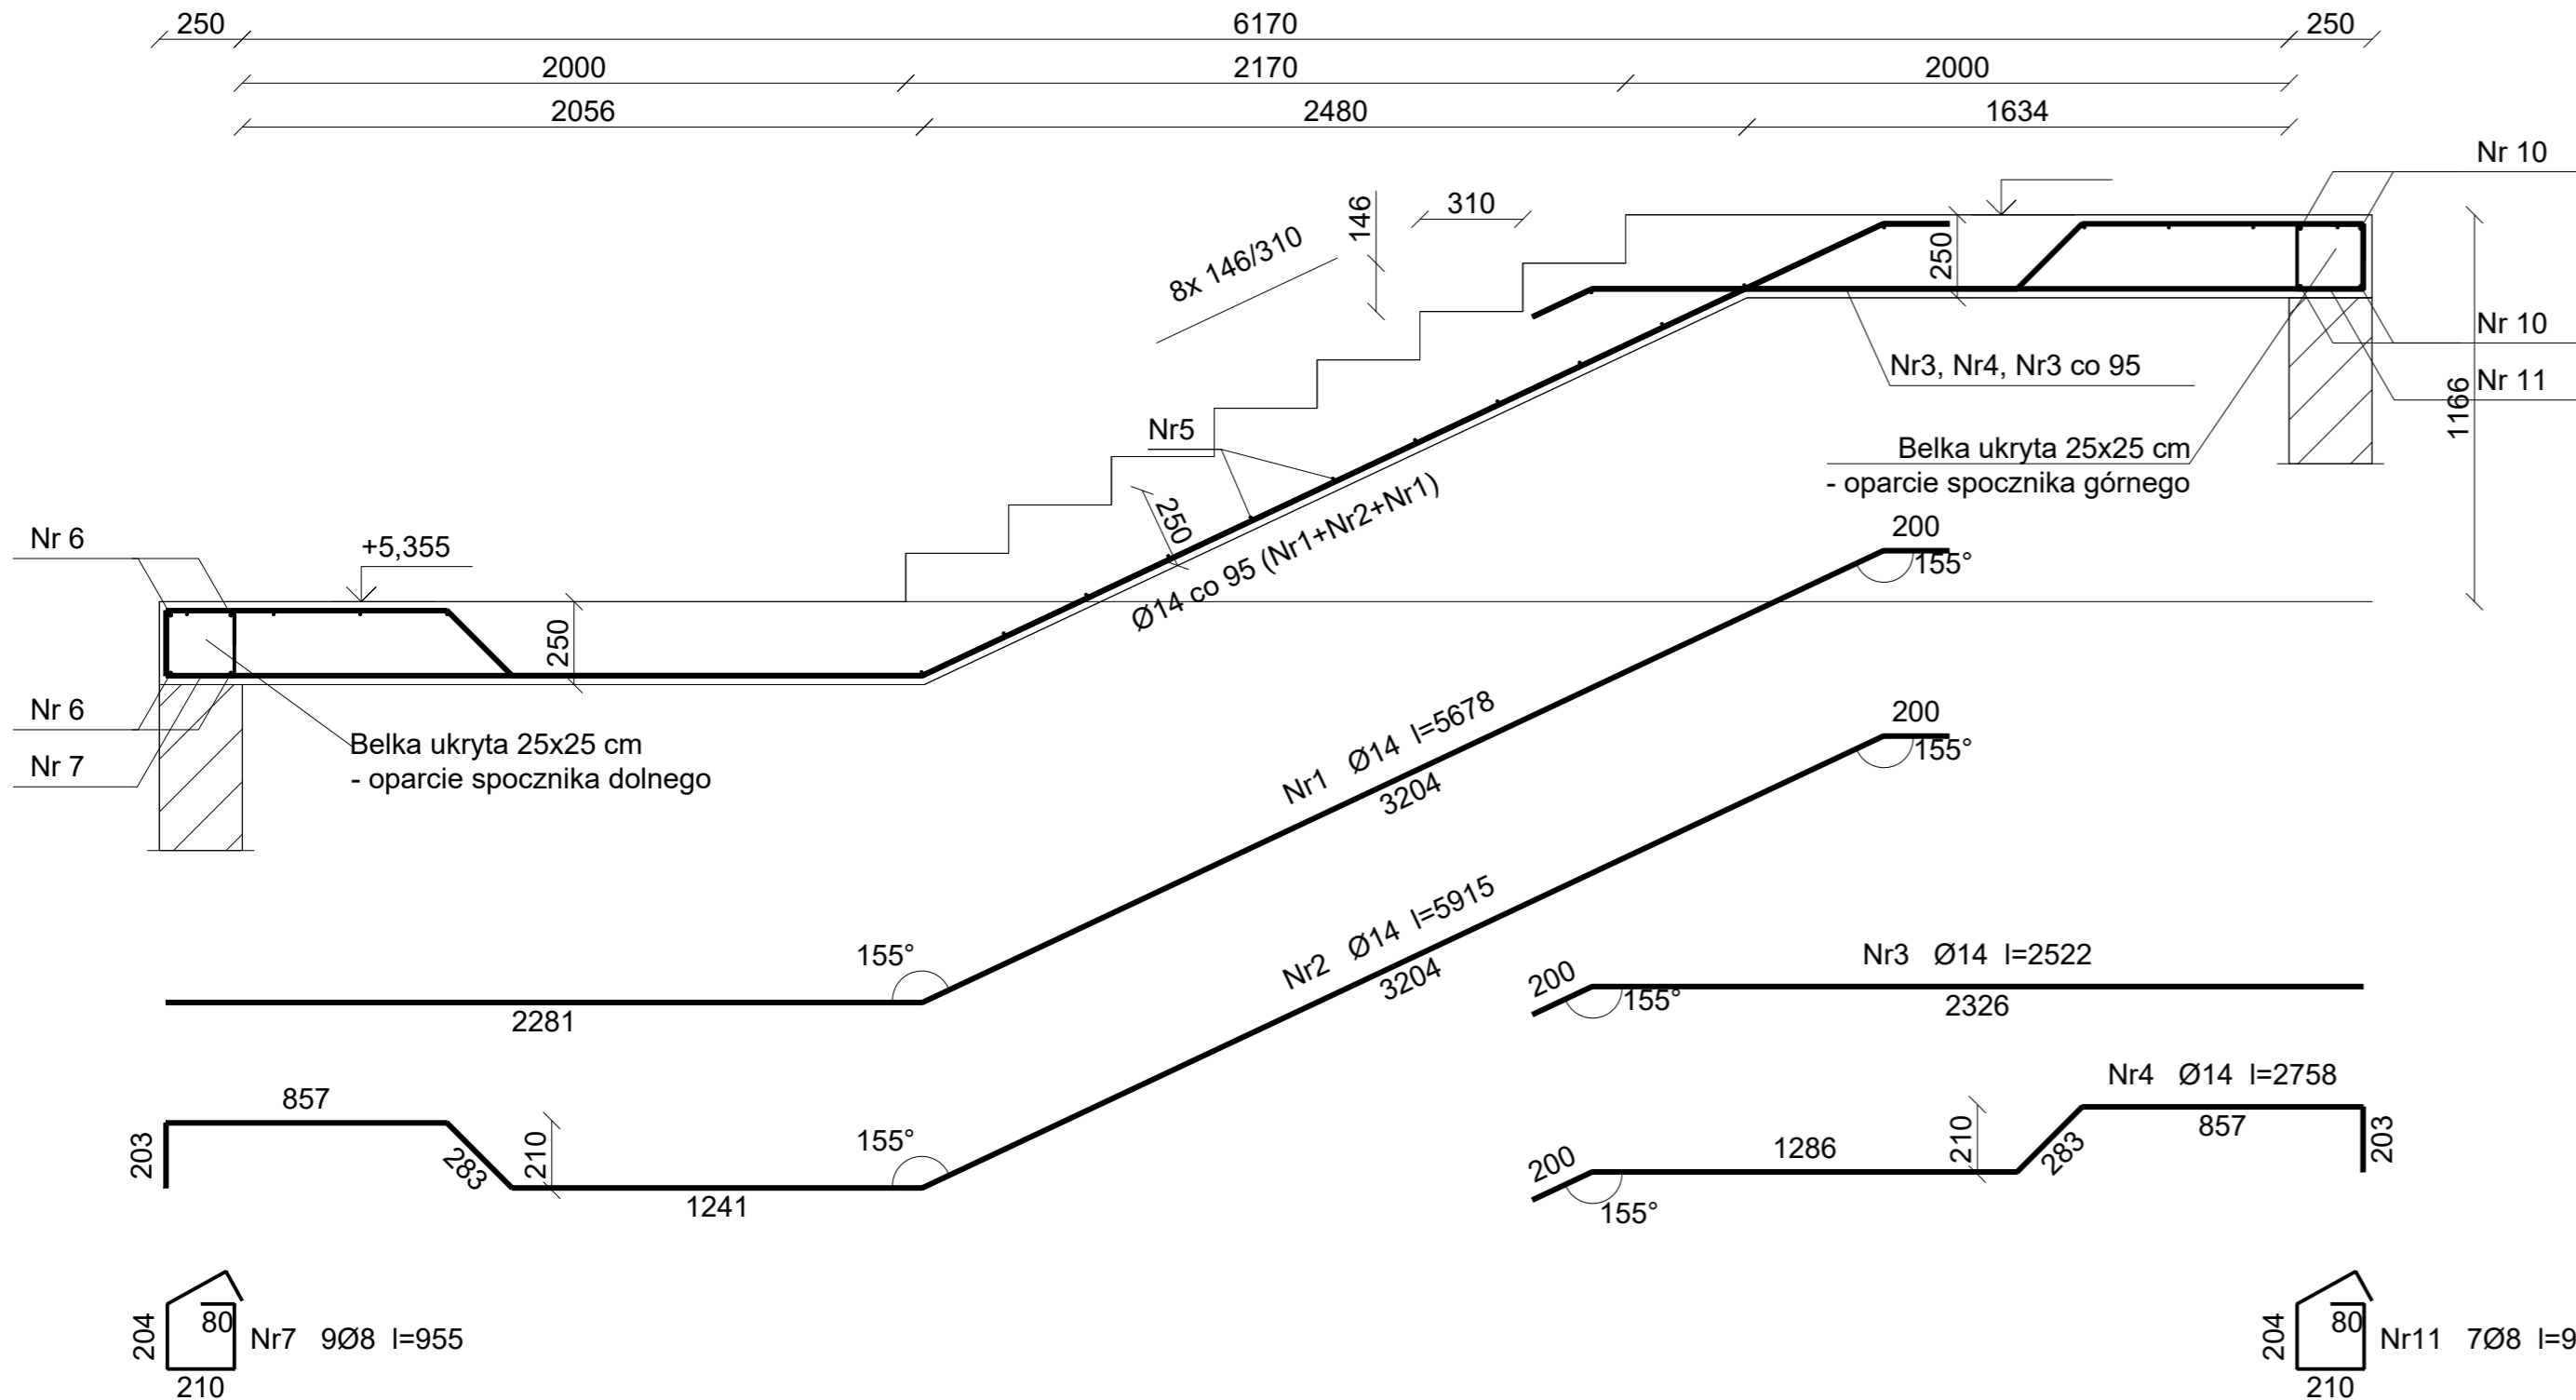 250 6170 250
2000 2170 2000
2056 2480 1634
Nr 10
310
146
8x 146/310
250
Nr 10
Nr3, Nr4, Nr3 co 95
Nr 11
1166
Nr5
Belka ukryta 25x25 cm
- oparcie spocznika górnego
250
Ø14 co 95 (Nr1+Nr2+Nr1)
Nr 6
+5,355
200
155°
250
Nr 6
Belka ukryta 25x25 cm
- oparcie spocznika dolnego
Nr 7
Nr1 Ø14 l=5678
3204
200
155°
155°
2281
Nr2 Ø14 l=5915
3204
Nr3 Ø14 l=2522
200
155°
2326
857
203
283
210
155°
1241
Nr4 Ø14 l=2758
200
155°
1286
210
283
857
203
204
80
Nr7 9Ø8 l=955
210
204
80
Nr11 7Ø8 l=9
210